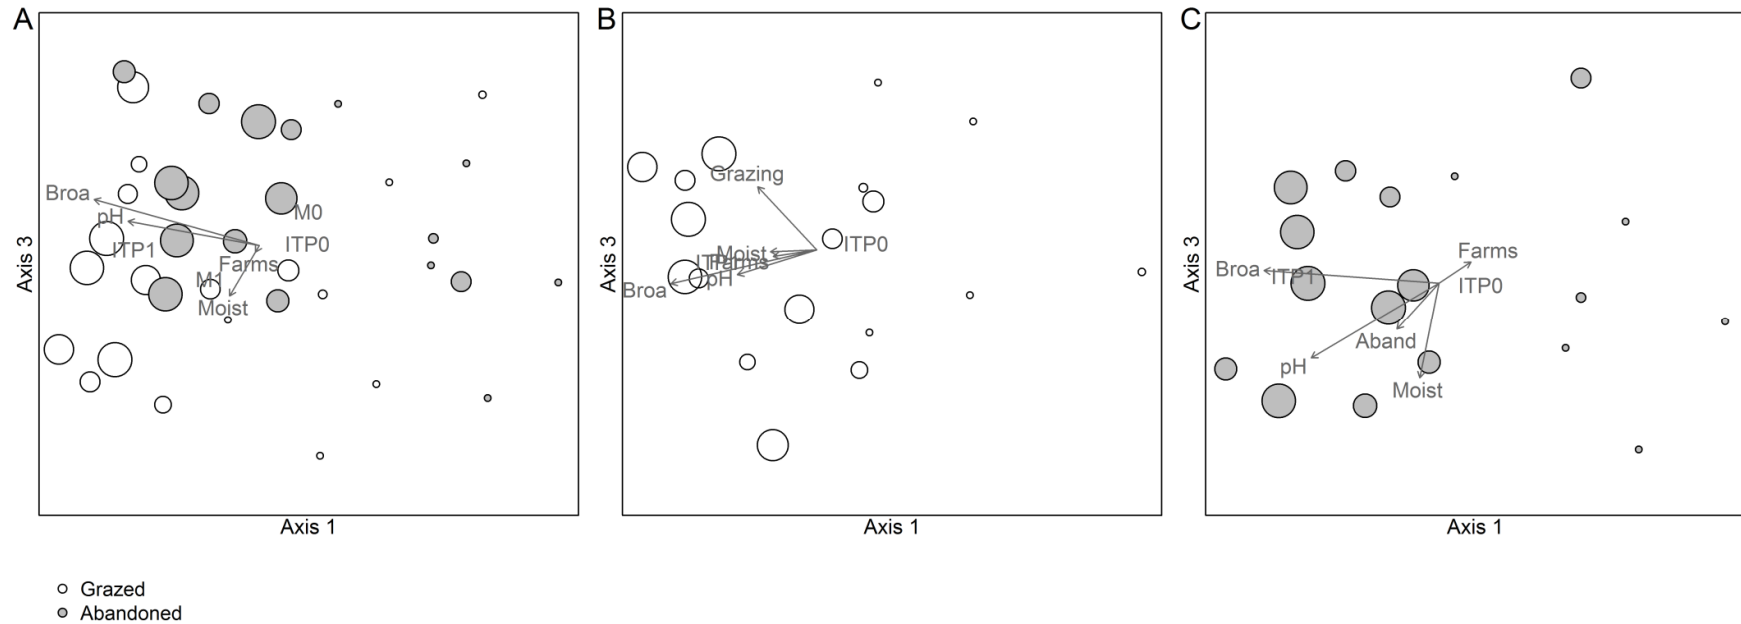 A
Broa
pH
M0
ITP0
ITP1
Farms
M1
Moist
Axis 3
Axis 1
B
Grazing
ITP0
Moist
Farms
pH
Broa
Axis 3
Axis 1
C
Farms
Broa
ITP1
ITP0
Aband
pH
Moist
Axis 3
Axis 1
Grazed
Abandoned